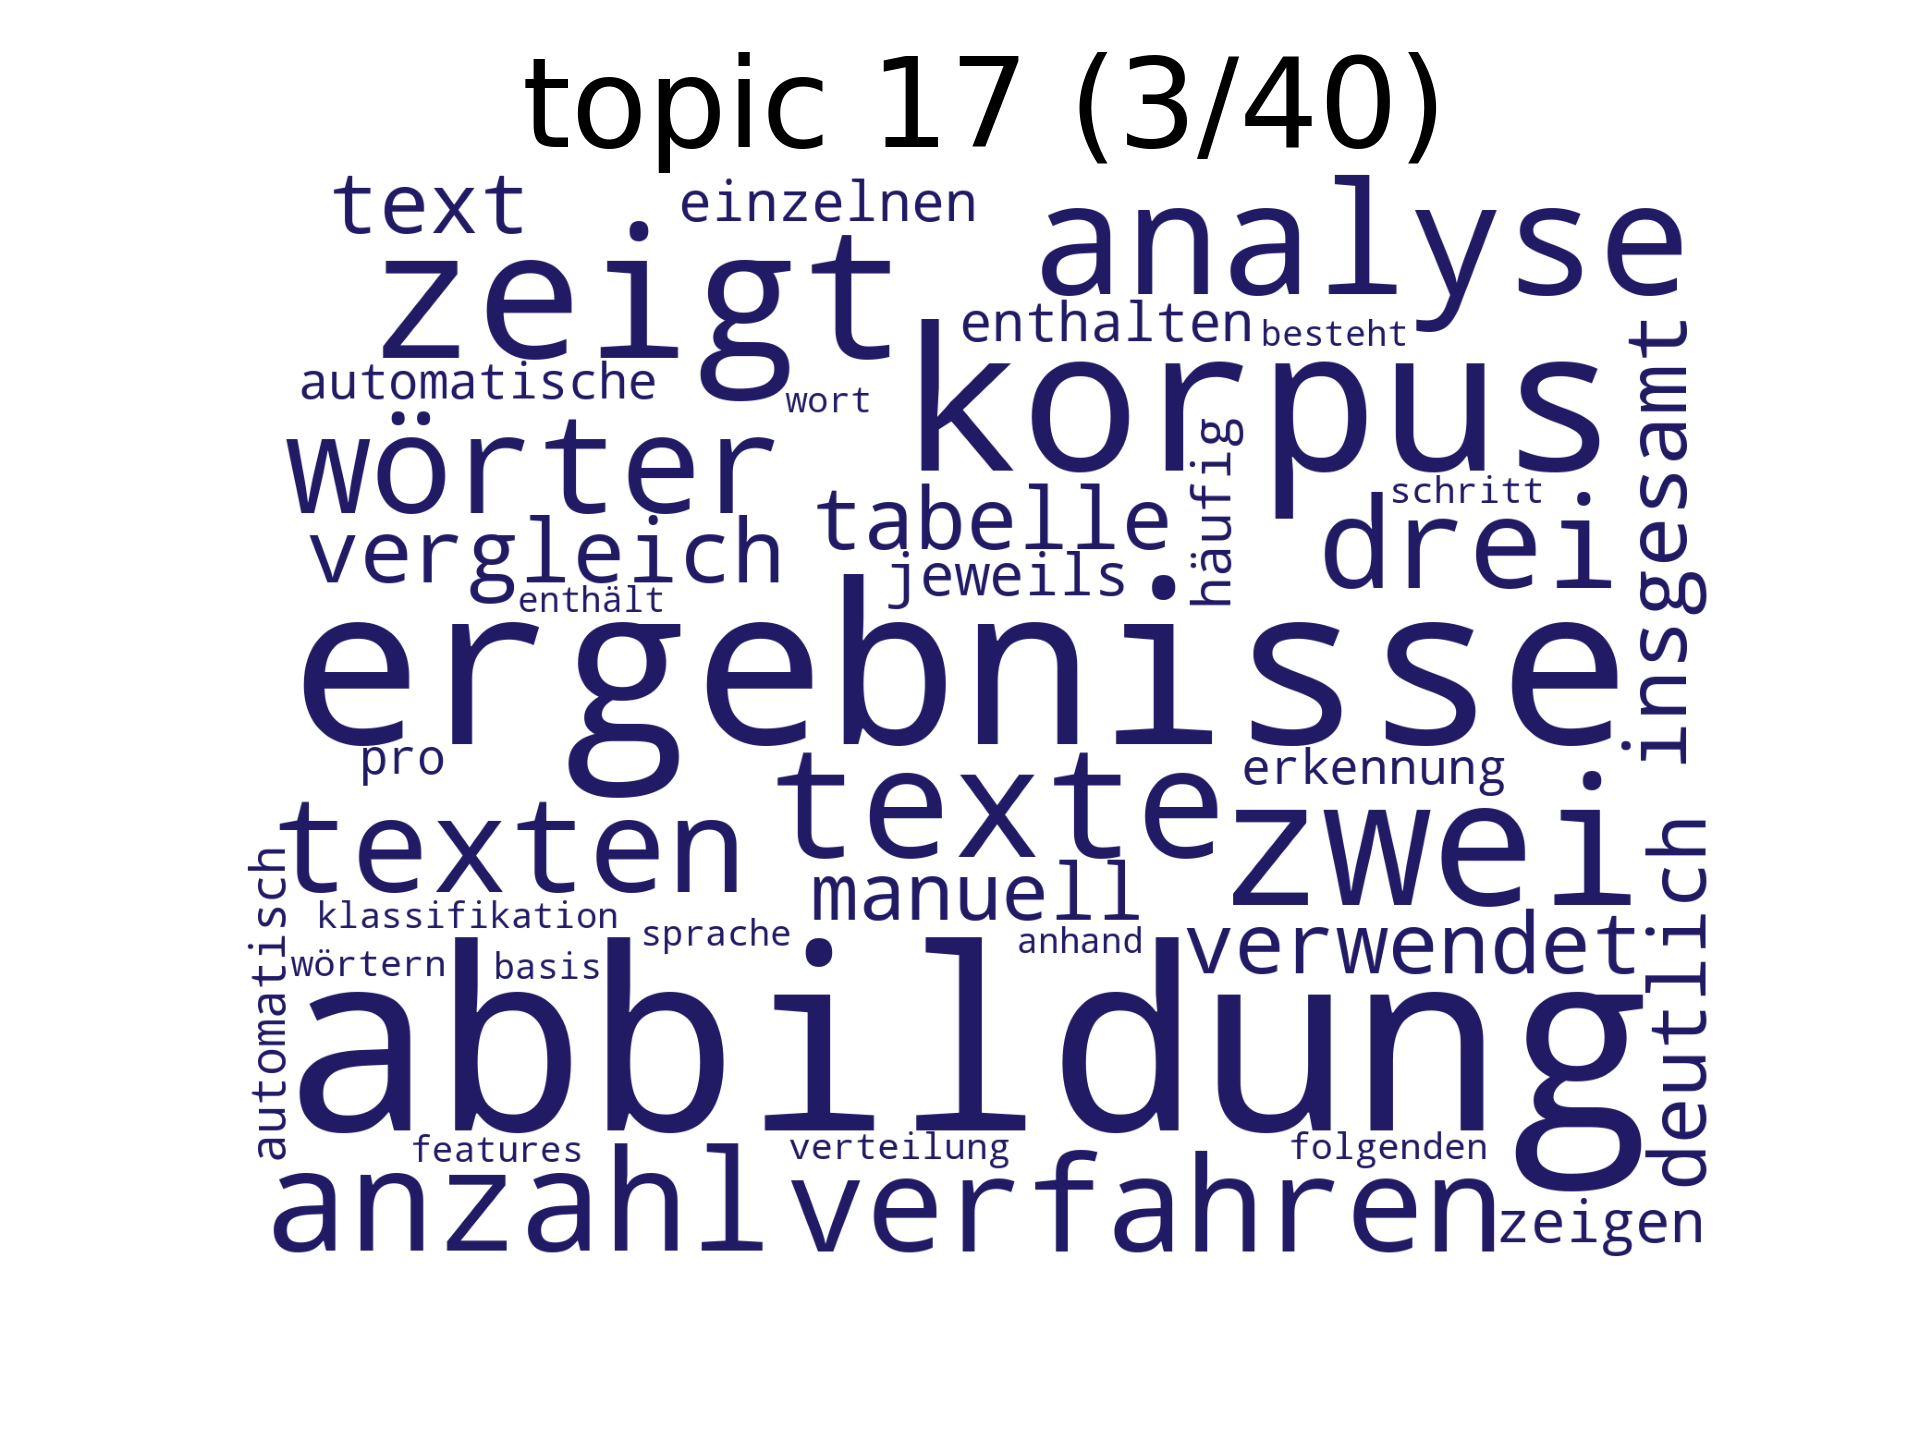 topic 17 (3/40)
text
einzelnen
analyse
zeigt
enthalten
besteht
insgesamt
automatische
wort
korpus
wörter
häufig
schritt
tabelle
drei
vergleich
jeweils
enthält
ergebnisse
pro
texte
erkennung
zwei
texten
manuell
deutlich
automatisch
klassifikation
sprache
anhand
verwendet
wörtern
basis
abbildung
features
verteilung
folgenden
anzahl
verfahren
zeigen